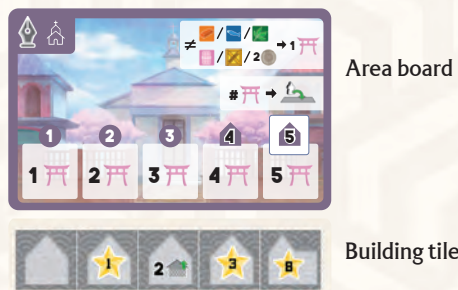 ≠ / / → 1
/ / 2
Area board
# →
1 2 3 4 5
1 2 3 4 5
Building tile
1 2 3 6